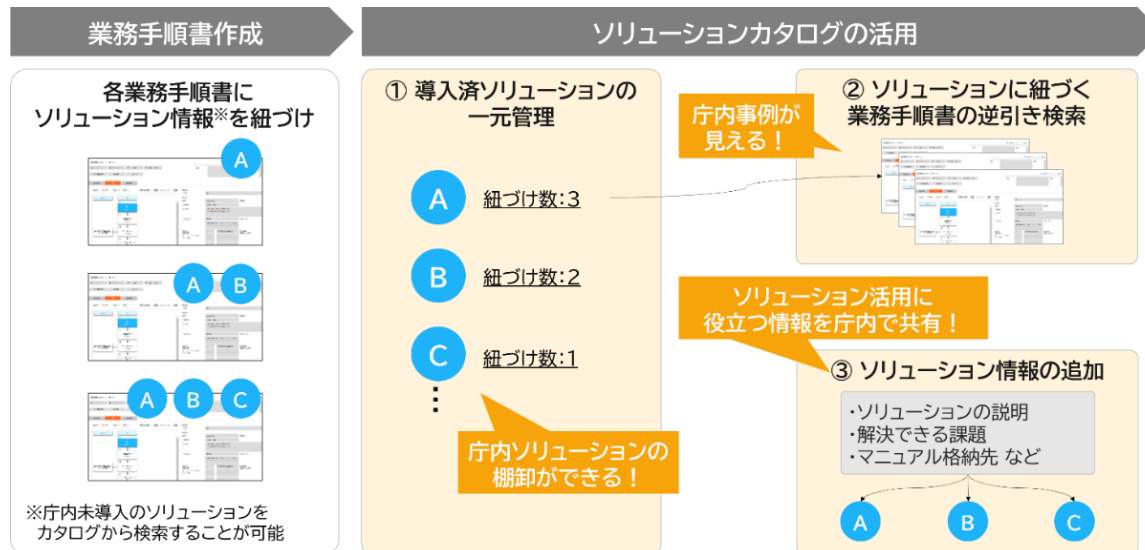 業務手順書作成
ソリューションカタログの活用
各業務手順書に
ソリューション情報※を紐づけ
A
A B
A B C
※庁内未導入のソリューションを
カタログから検索することが可能
① 導入済ソリューションの
一元管理
A 紐づけ数:3
B 紐づけ数:2
C 紐づけ数:1
⋮
庁内ソリューションの
棚卸ができる！
庁内事例が
見える！
② ソリューションに紐づく
業務手順書の逆引き検索
ソリューション活用に
役立つ情報を庁内で共有！
③ ソリューション情報の追加
・ソリューションの説明
・解決できる課題
・マニュアル格納先 など
A B C